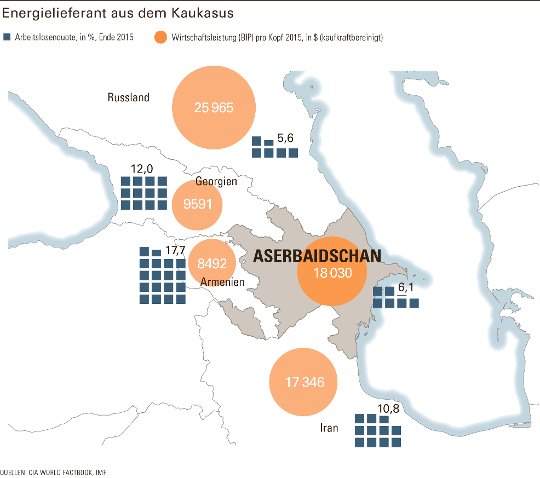 Energielieferant aus dem Kaukasus
Arbeitslosenquote, in %, Ende 2015
Wirtschaftsleistung (BIP) pro Kopf 2015, in $ (kaufkraftbereinigt)
Russland
25 965
5,6
12,0
Georgien
9591
17,7
8492
Armenien
ASERBAIDSCHAN
18 030
6,1
17 346
Iran
10,8
QUELLEN: CIA WORLD FACTBOOK, IMF